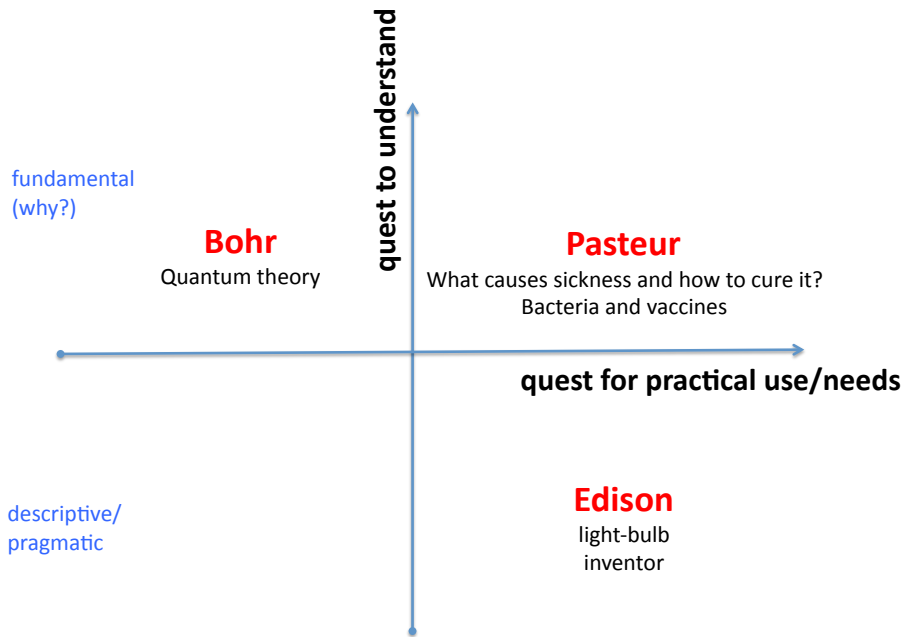 quest to understand
fundamental
(why?)
Bohr
Quantum theory
Pasteur
What causes sickness and how to cure it?
Bacteria and vaccines
quest for practical use/needs
descriptive/
pragmatic
Edison
light-bulb
inventor